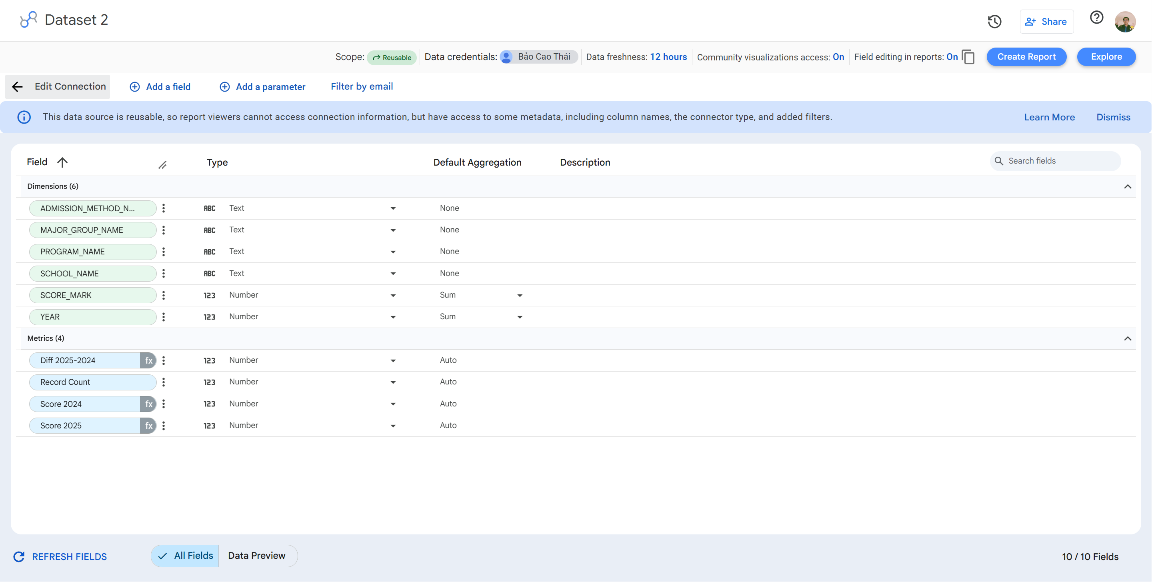 Dataset 2
Share
Scope: Reusable Data credentials: Báo Cao Thái Data freshness: 12 hours Community visualizations access: On Field editing in reports: On Create Report Explore
Edit Connection Add a field Add a parameter Filter by email
This data source is reusable, so report viewers cannot access connection information, but have access to some metadata, including column names, the connector type, and added filters. Learn More Dismiss
Field Type Default Aggregation Description Search fields
Dimensions (6)
ADMISSION_METHOD_N... ABC Text None
MAJOR_GROUP_NAME ABC Text None
PROGRAM_NAME ABC Text None
SCHOOL_NAME ABC Text None
SCORE_MARK 123 Number Sum
YEAR 123 Number Sum
Metrics (4)
Diff 2025-2024 fx 123 Number Auto
Record Count 123 Number Auto
Score 2024 fx 123 Number Auto
Score 2025 fx 123 Number Auto
REFRESH FIELDS All Fields Data Preview 10 / 10 Fields